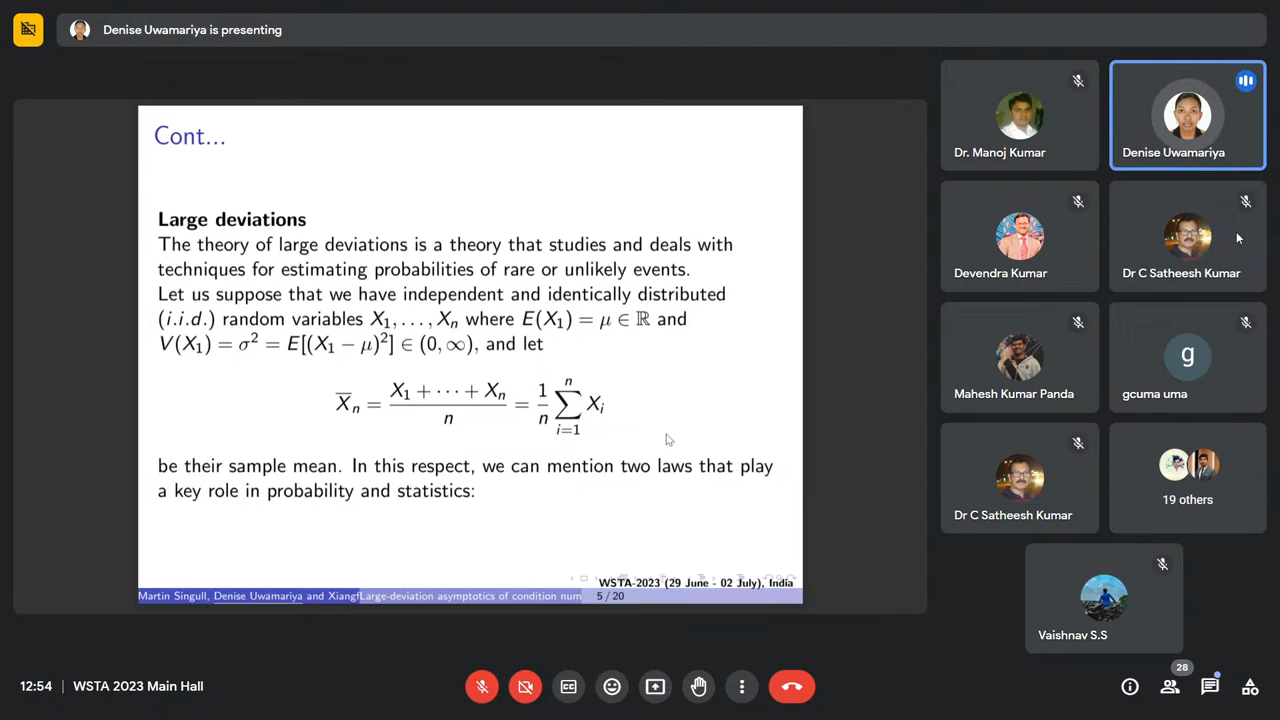 Denise Uwamariya is presenting
Cont...
Large deviations
The theory of large deviations is a theory that studies and deals with
techniques for estimating probabilities of rare or unlikely events.
Let us suppose that we have independent and identically distributed
(i.i.d.) random variables X₁, . . . , Xₙ where E(X₁) = μ ∈ ℝ and
V(X₁) = σ² = E[(X₁ − μ)²] ∈ (0, ∞), and let
X̅ₙ = (X₁ + · · · + Xₙ)/n = 1/n ∑ᵢ₌₁ⁿ Xᵢ
be their sample mean. In this respect, we can mention two laws that play
a key role in probability and statistics:
WSTA-2023 (29 June - 02 July), India
Martin Singull, Denise Uwamariya and Xiangf Large-deviation asymptotics of condition num 5 / 20
Dr. Manoj Kumar
Denise Uwamariya
Devendra Kumar
Dr C Satheesh Kumar
Mahesh Kumar Panda
g
gcuma uma
Dr C Satheesh Kumar
19 others
Vaishnav S.S
12:54 | WSTA 2023 Main Hall
CC
28